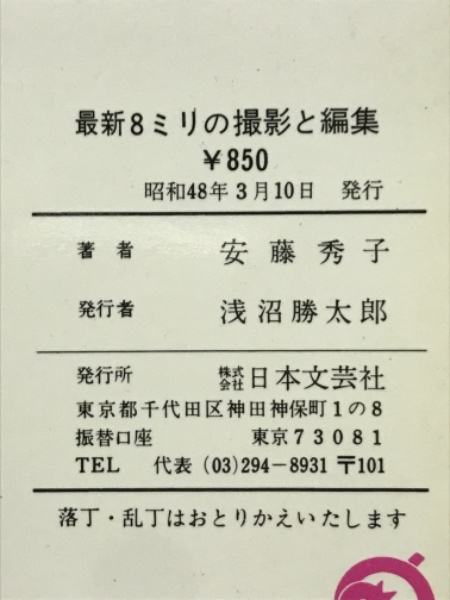 最新8ミリの撮影と編集
￥850
昭和48年3月10日 発行
著者 安藤秀子
発行者 浅沼勝太郎
発行所 株式会社日本文芸社
東京都千代田区神田神保町1の8
振替口座 東京73081
TEL 代表 (03)294－8931 〒101
落丁・乱丁はおとりかえいたします